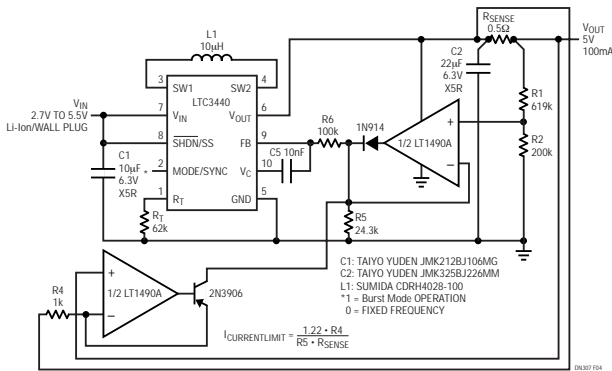 RSENSE
0.5Ω
VOUT
5V
100mA
L1
10µH
C2
22µF
6.3V
X5R
3
SW1
SW2
4
LTC3440
VIN
2.7V TO 5.5V
Li-Ion/WALL PLUG
7
VIN
VOUT
6
R1
619k
8
SHDN/SS
FB
9
R6
100k
1N914
1/2 LT1490A
+
–
R2
200k
C1
10µF
6.3V
X5R
*
2
MODE/SYNC
VC
10
C5 10nF
1
RT
GND
5
RT
62k
R5
24.3k
C1: TAIYO YUDEN JMK212BJ106MG
C2: TAIYO YUDEN JMK325BJ226MM
L1: SUMIDA CDRH4028-100
*1 = Burst Mode OPERATION
0 = FIXED FREQUENCY
+
1/2 LT1490A
–
2N3906
R4
1k
ICURRENTLIMIT = 1.22 • R4
R5 • RSENSE
DN307 F04